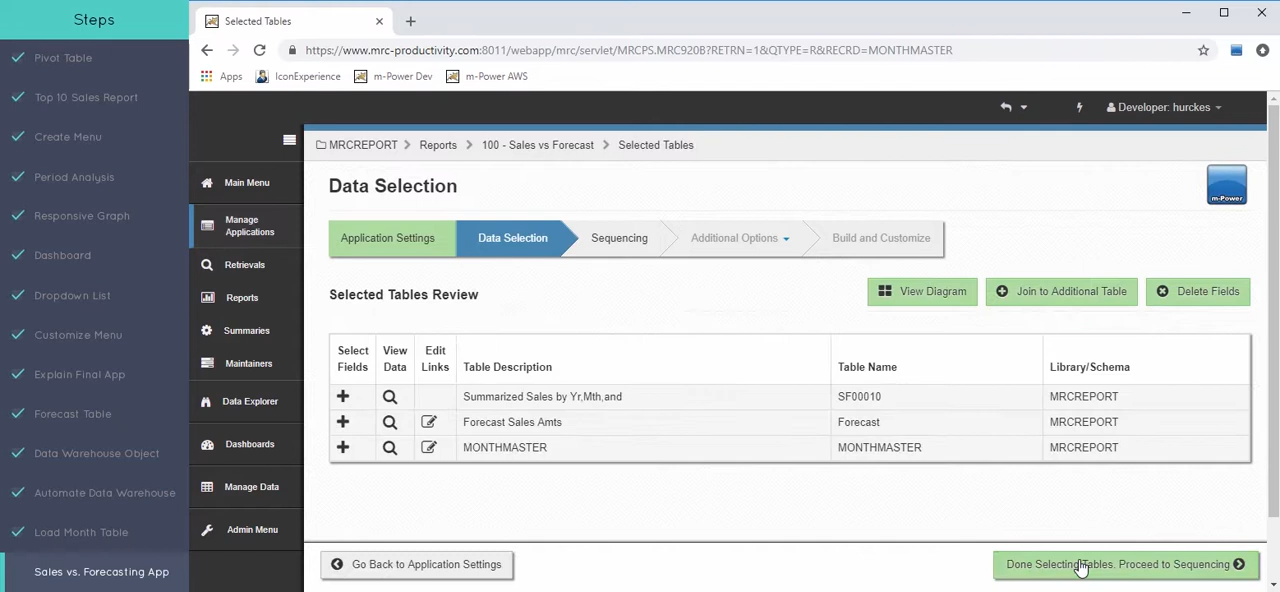 Steps
Pivot Table
Top 10 Sales Report
Create Menu
Period Analysis
Responsive Graph
Dashboard
Dropdown List
Customize Menu
Explain Final App
Forecast Table
Data Warehouse Object
Automate Data Warehouse
Load Month Table
Sales vs. Forecasting App
Selected Tables
https://www.mrc-productivity.com:8011/webapp/mrc/servlet/MRCPS.MRC920B?RETRN=1&QTYPE=R&RECRD=MONTHMASTER
Apps IconExperience m-Power Dev m-Power AWS
Developer: hurckes
MRCREPORT Reports 100 - Sales vs Forecast Selected Tables
Main Menu
Manage Applications
Retrievals
Reports
Summaries
Maintainers
Data Explorer
Dashboards
Manage Data
Admin Menu
Data Selection
m-Power
Application Settings Data Selection Sequencing Additional Options Build and Customize
Selected Tables Review
View Diagram Join to Additional Table Delete Fields
Select Fields View Data Edit Links Table Description Table Name Library/Schema
Summarized Sales by Yr,Mth,and SF00010 MRCREPORT
Forecast Sales Amts Forecast MRCREPORT
MONTHMASTER MONTHMASTER MRCREPORT
Go Back to Application Settings
Done Selecting Tables. Proceed to Sequencing